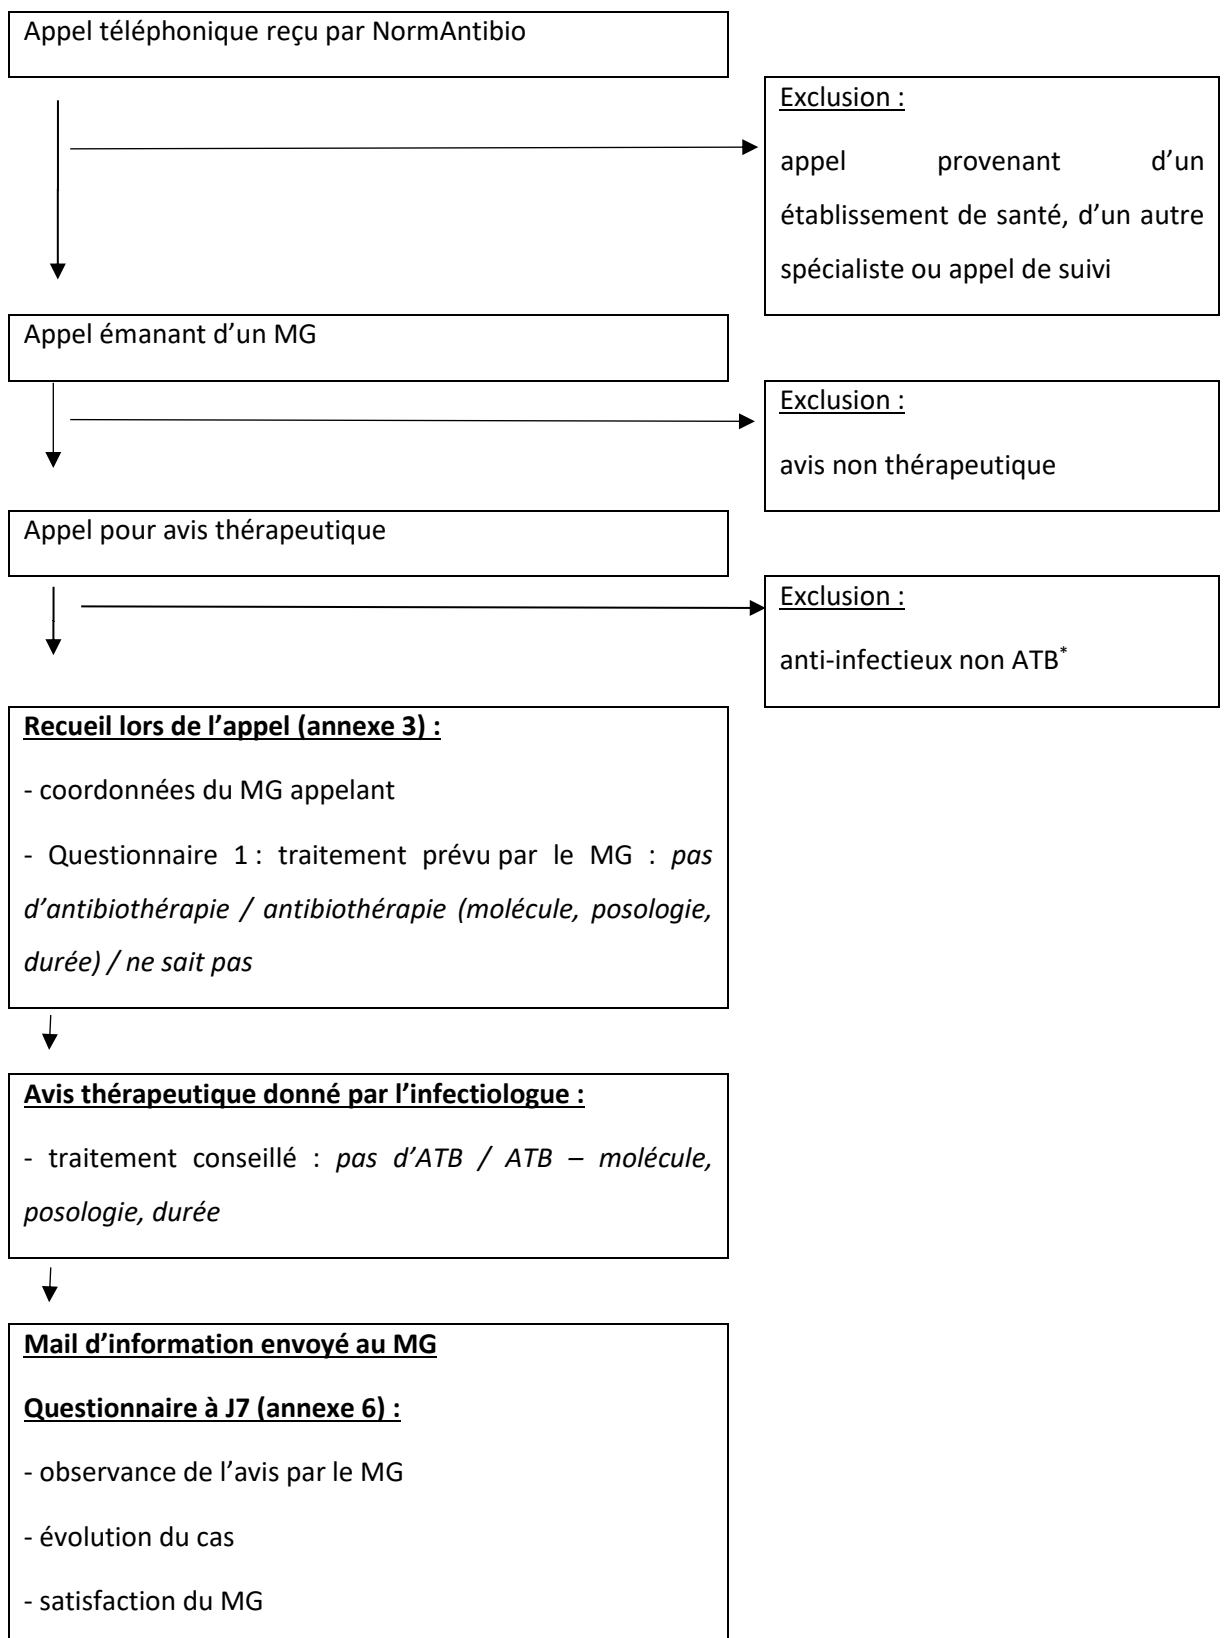 Appel téléphonique reçu par NormAntibio
Exclusion :
appel provenant d’un
établissement de santé, d’un autre
spécialiste ou appel de suivi
Appel émanant d’un MG
Exclusion :
avis non thérapeutique
Appel pour avis thérapeutique
Exclusion :
anti-infectieux non ATB*
Recueil lors de l’appel (annexe 3) :
- coordonnées du MG appelant
- Questionnaire 1 : traitement prévu par le MG : pas
d’antibiothérapie / antibiothérapie (molécule, posologie,
durée) / ne sait pas
Avis thérapeutique donné par l’infectiologue :
- traitement conseillé : pas d’ATB / ATB – molécule,
posologie, durée
Mail d’information envoyé au MG
Questionnaire à J7 (annexe 6) :
- observance de l’avis par le MG
- évolution du cas
- satisfaction du MG